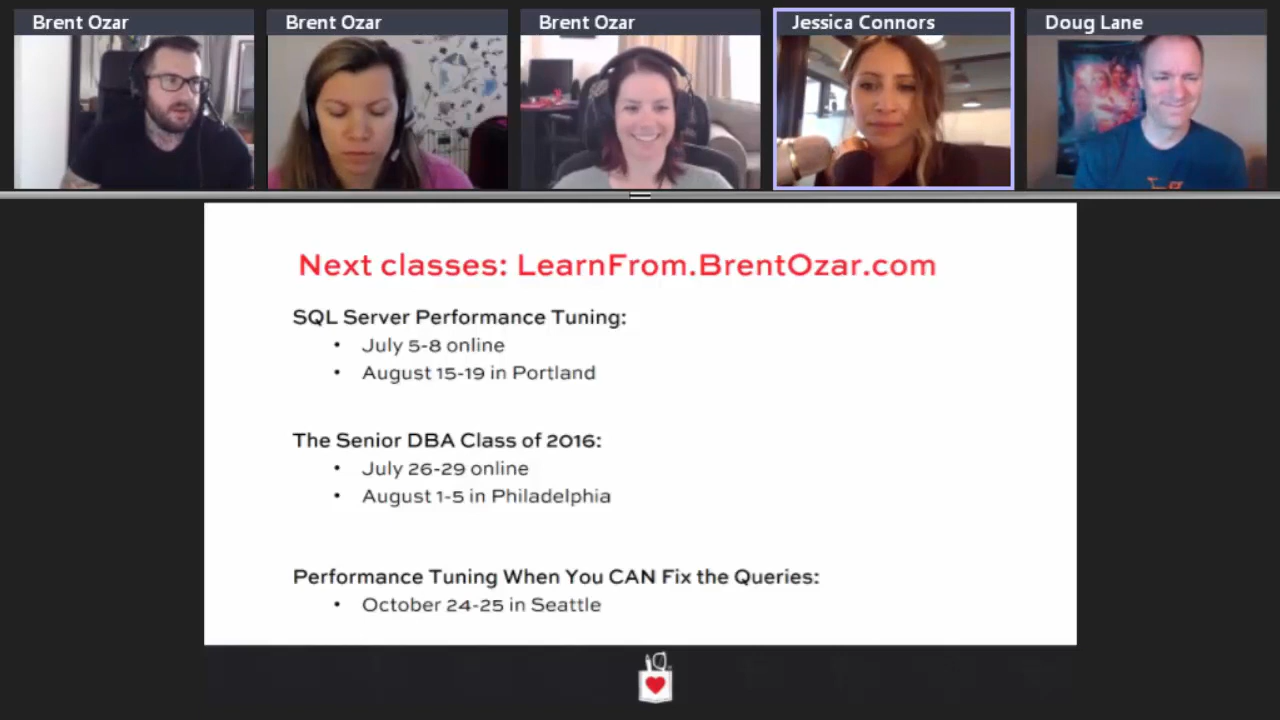 Brent Ozar
Brent Ozar
Brent Ozar
Jessica Connors
Doug Lane
Next classes: LearnFrom.BrentOzar.com
SQL Server Performance Tuning:
• July 5-8 online
• August 15-19 in Portland
The Senior DBA Class of 2016:
• July 26-29 online
• August 1-5 in Philadelphia
Performance Tuning When You CAN Fix the Queries:
• October 24-25 in Seattle